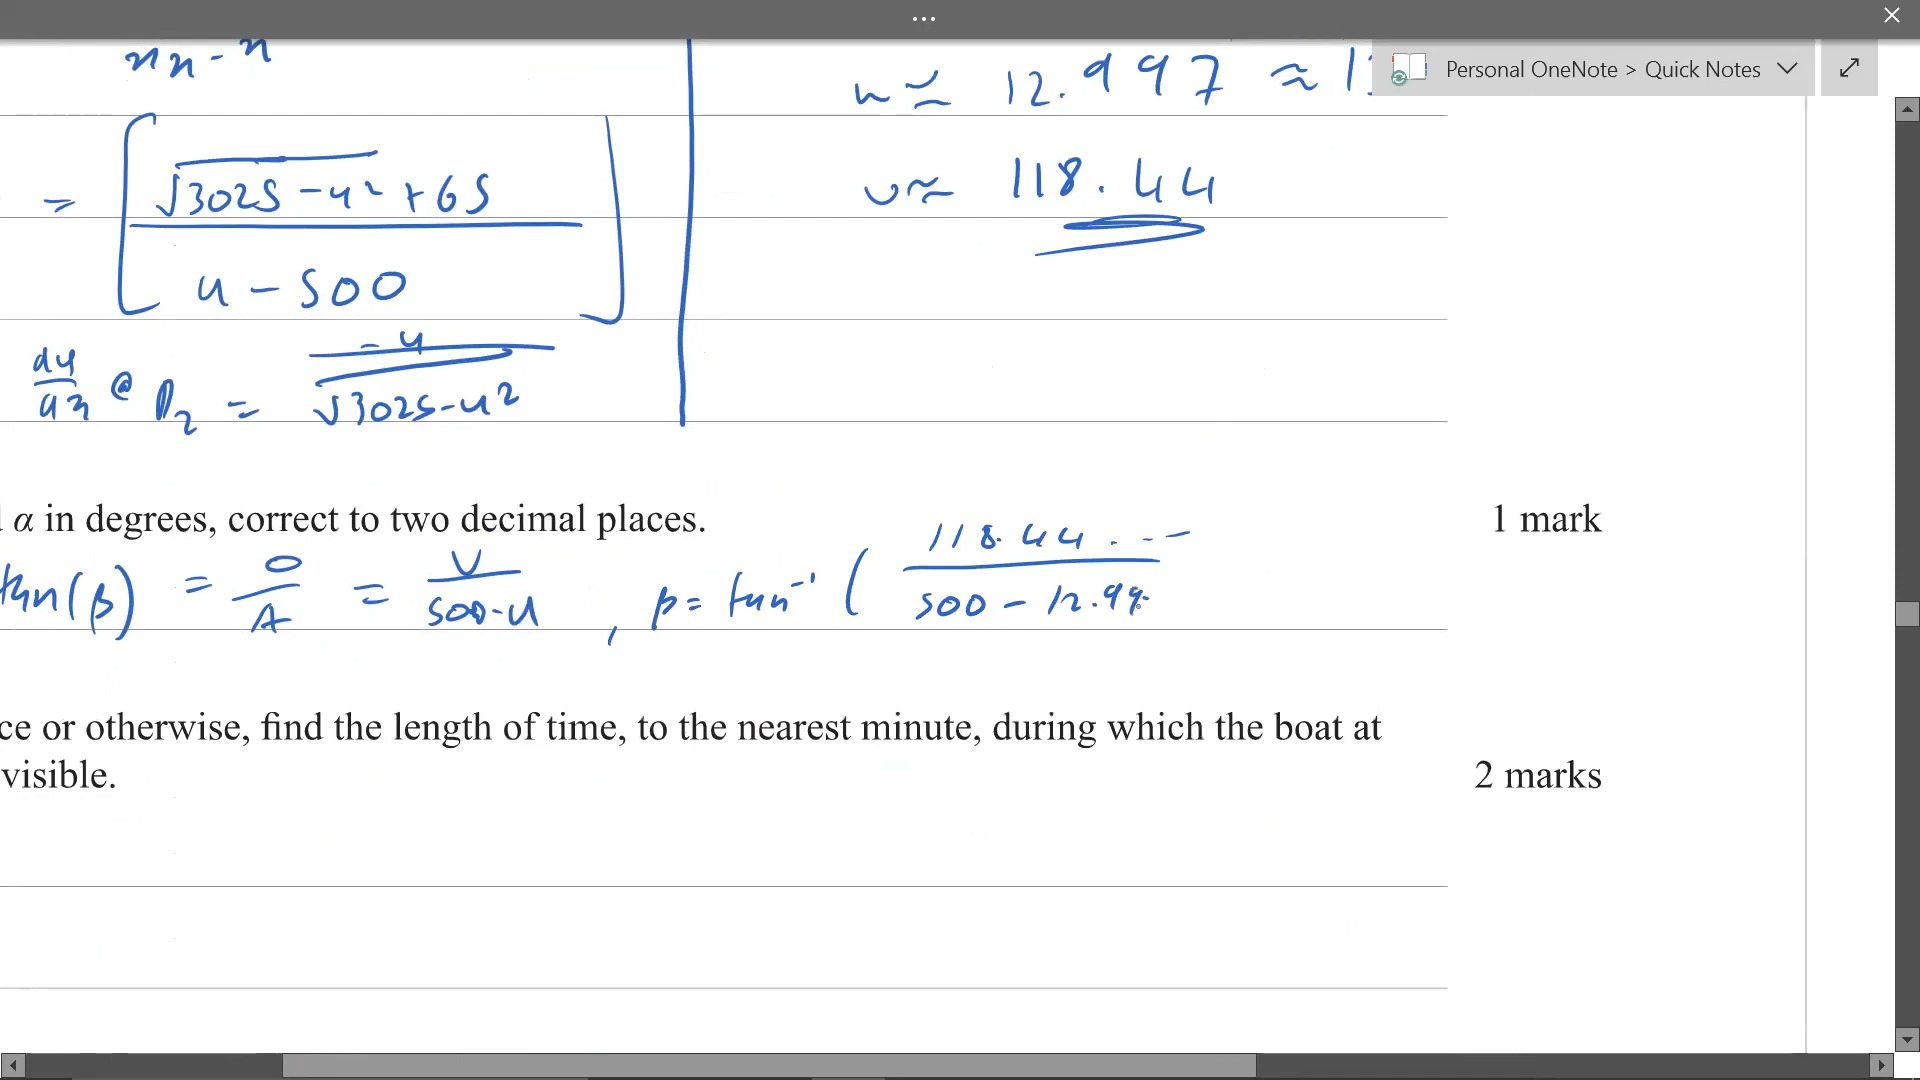 ...
Personal OneNote > Quick Notes
n n - n
u ≃ 12.997 ≈ 1
= [ √3025 - u² + 65
u - 500 ]
v ≈ 118.44
dy/dx @ P₂ = -u / √3025-u²
α in degrees, correct to two decimal places.
1 mark
tan(β) = O/A = v/500-u , β = tan⁻¹ ( 118.44... / 500 - 12.99
ce or otherwise, find the length of time, to the nearest minute, during which the boat at
visible.
2 marks